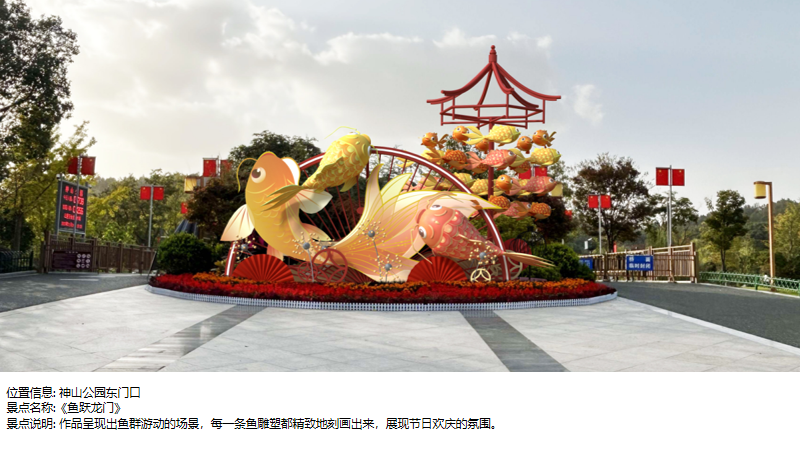 位置信息: 神山公园东门口
景点名称:《鱼跃龙门》
景点说明: 作品呈现出鱼群游动的场景，每一条鱼雕塑都精致地刻画出来，展现节日欢庆的氛围。